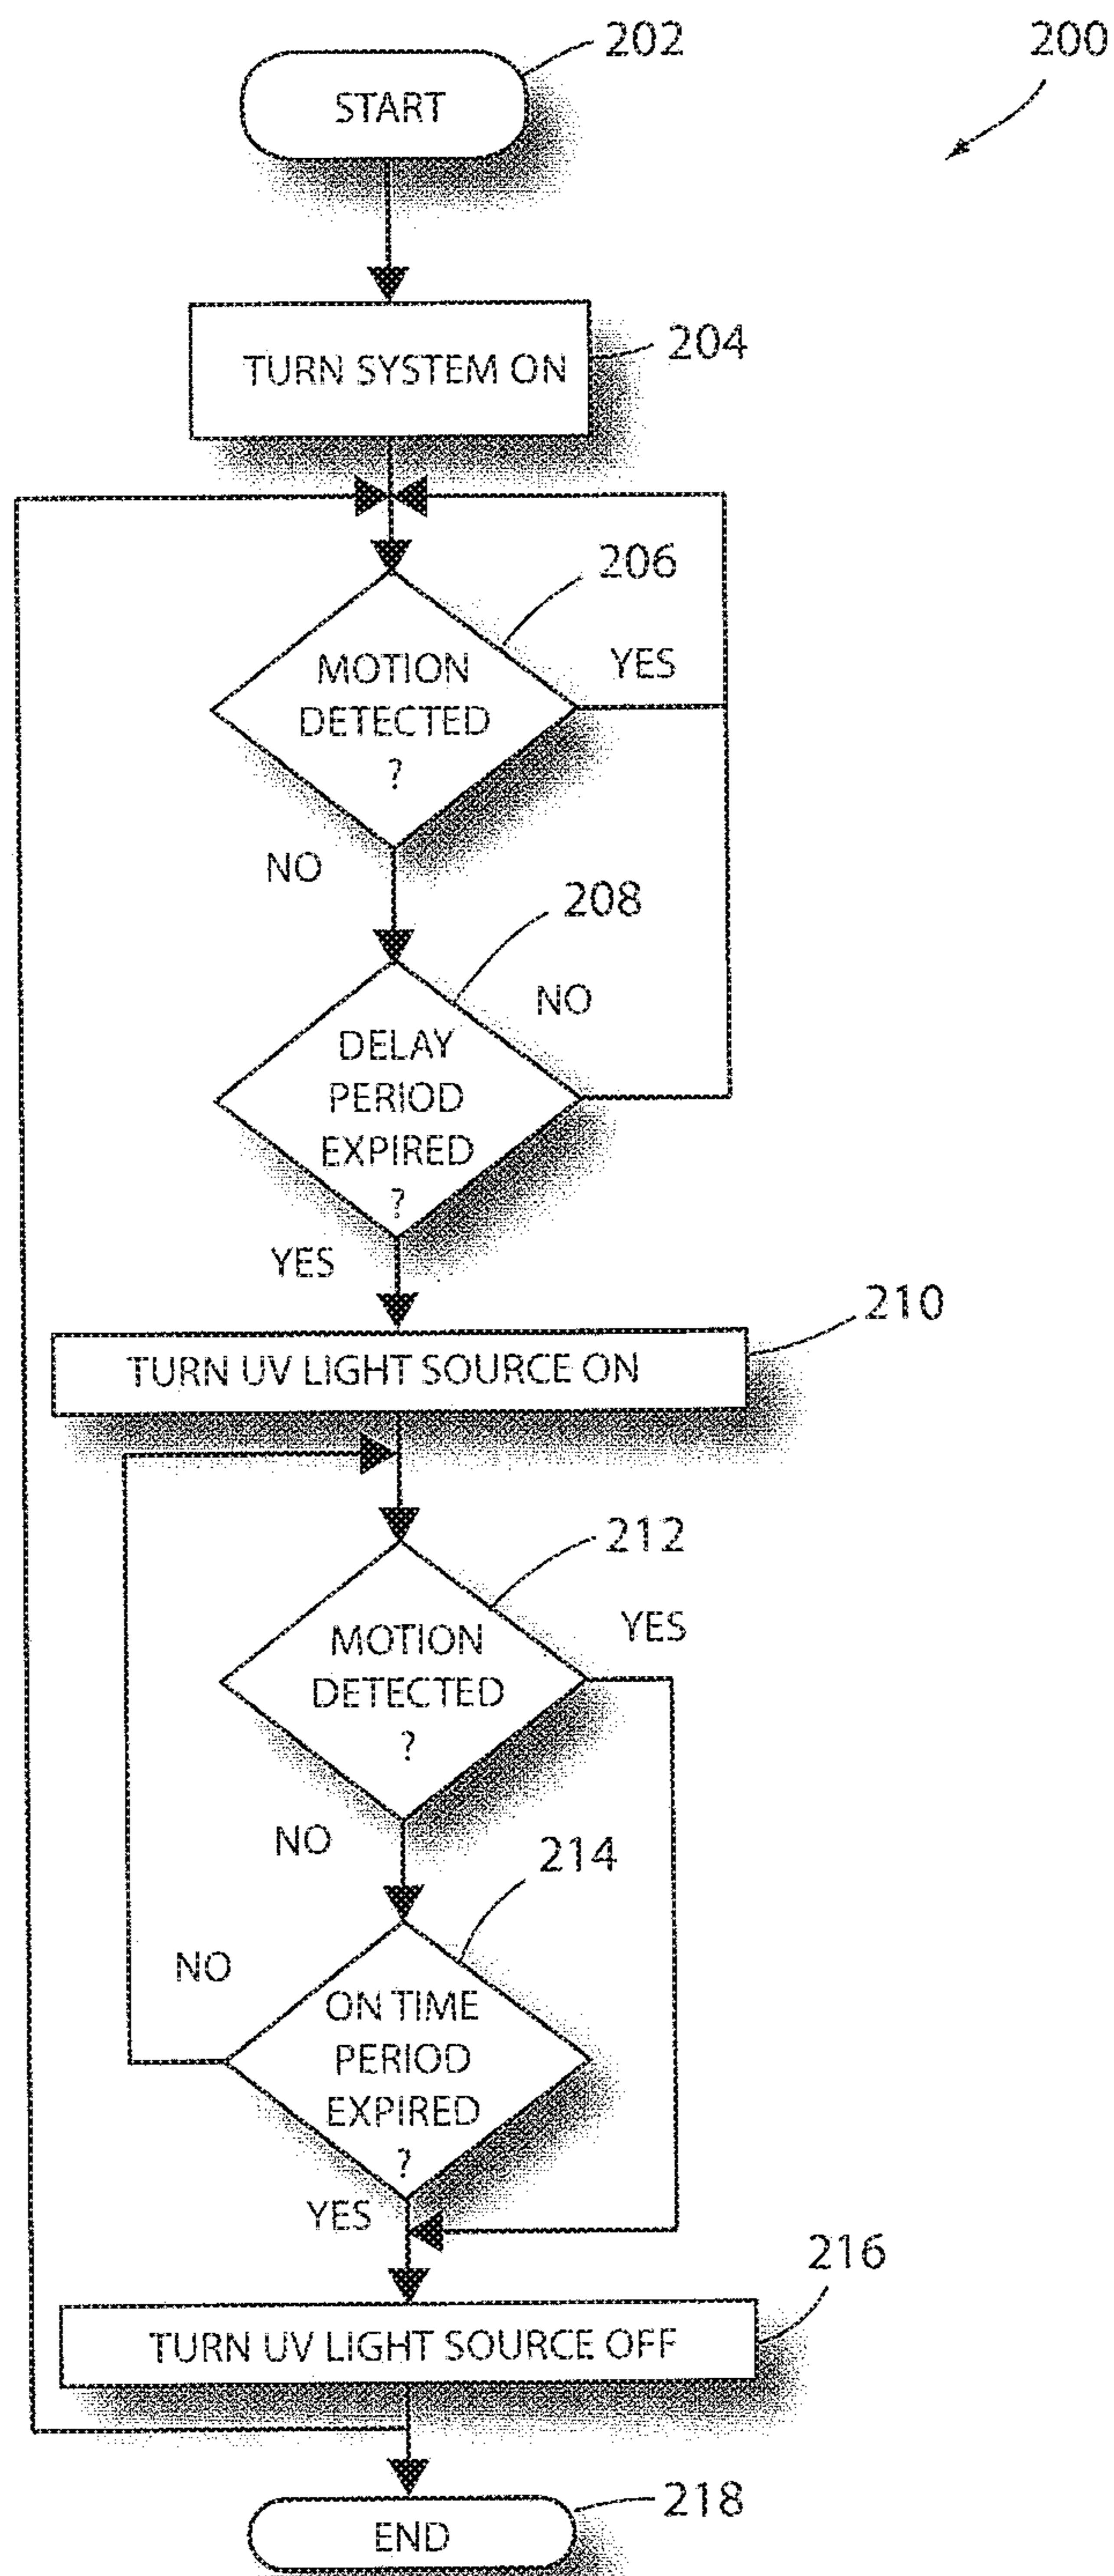 202
200
START
TURN SYSTEM ON
204
206
MOTION
DETECTED
?
YES
NO
208
DELAY
PERIOD
EXPIRED
?
NO
YES
210
TURN UV LIGHT SOURCE ON
212
MOTION
DETECTED
?
YES
NO
214
ON TIME
PERIOD
EXPIRED
?
NO
YES
216
TURN UV LIGHT SOURCE OFF
218
END